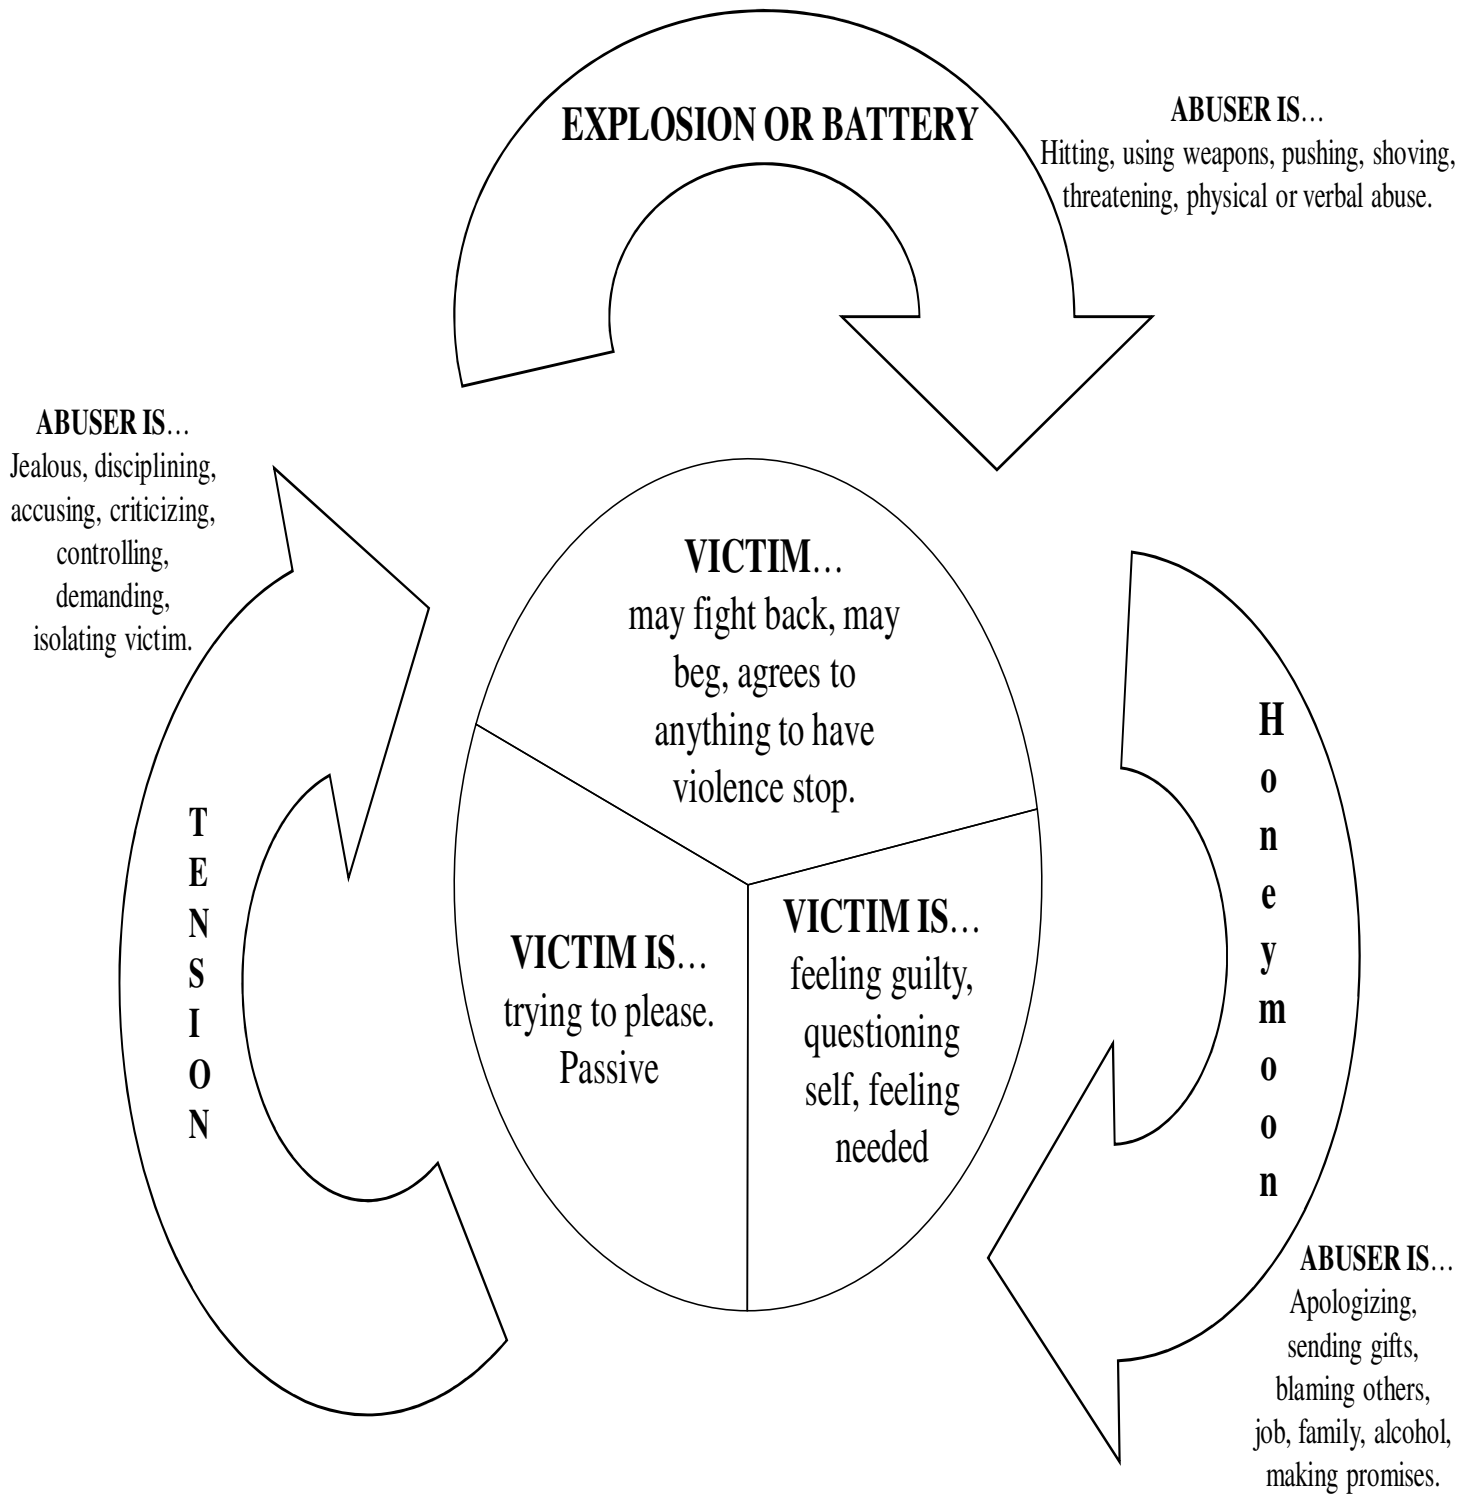 EXPLOSION OR BATTERY
ABUSER IS…
Hitting, using weapons, pushing, shoving,
threatening, physical or verbal abuse.
ABUSER IS…
Jealous, disciplining,
accusing, criticizing,
controlling,
demanding,
isolating victim.
TENSION
VICTIM…
may fight back, may
beg, agrees to
anything to have
violence stop.
VICTIM IS…
trying to please.
Passive
VICTIM IS…
feeling guilty,
questioning
self, feeling
needed
Honeymoon
ABUSER IS…
Apologizing,
sending gifts,
blaming others,
job, family, alcohol,
making promises.